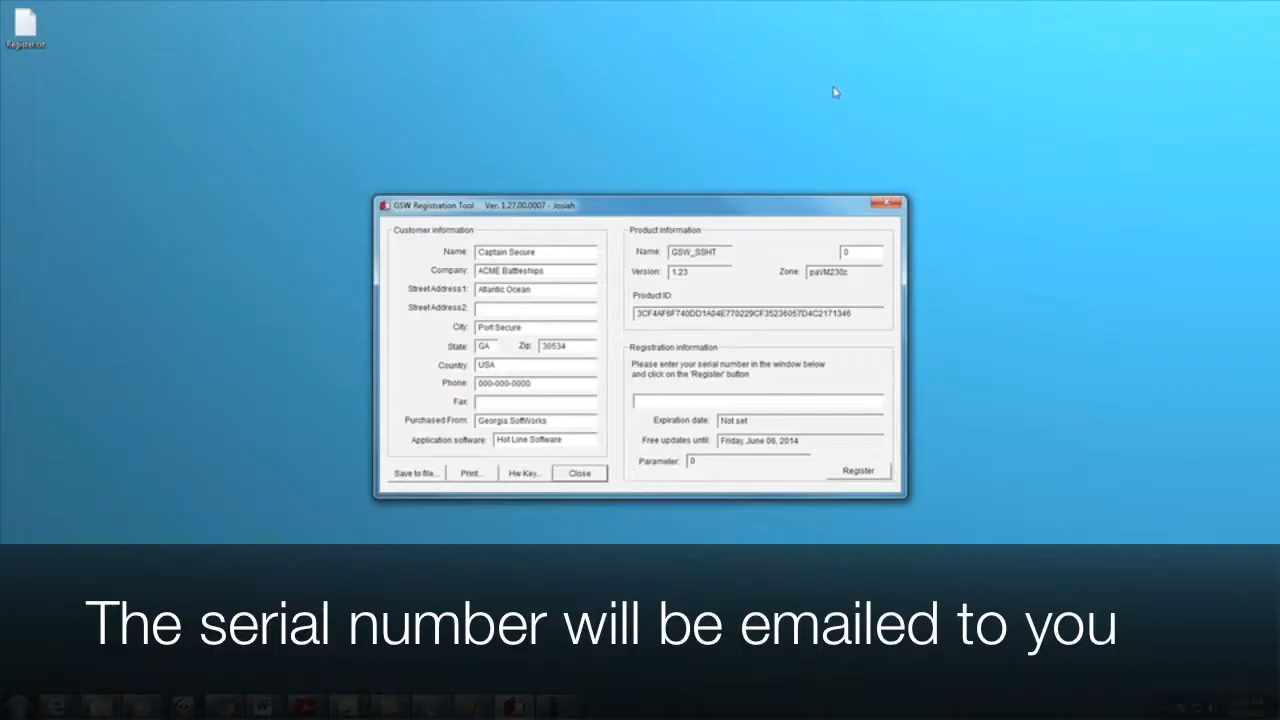 Register.txt
GSW Registration Tool Ver. 1.27.00.0007 - Josiah
Customer information
Name: Captain Secure
Company: ACME Battleships
Street Address1: Atlantic Ocean
Street Address2:
City: Port Secure
State: GA Zip: 30534
Country: USA
Phone: 000-000-0000
Fax:
Purchased From: Georgia SoftWorks
Application software: Hot Line Software
Save to file... Print... Hw Key... Close
Product information
Name: GSW_SSHT 0
Version: 1.23 Zone: paVM230c
Product ID:
3CF4AF6F740DD1A04E770229CF35236057D4C2171346
Registration information
Please enter your serial number in the window below
and click on the 'Register' button
Expiration date: Not set
Free updates until: Friday, June 06, 2014
Parameter: 0
Register
The serial number will be emailed to you